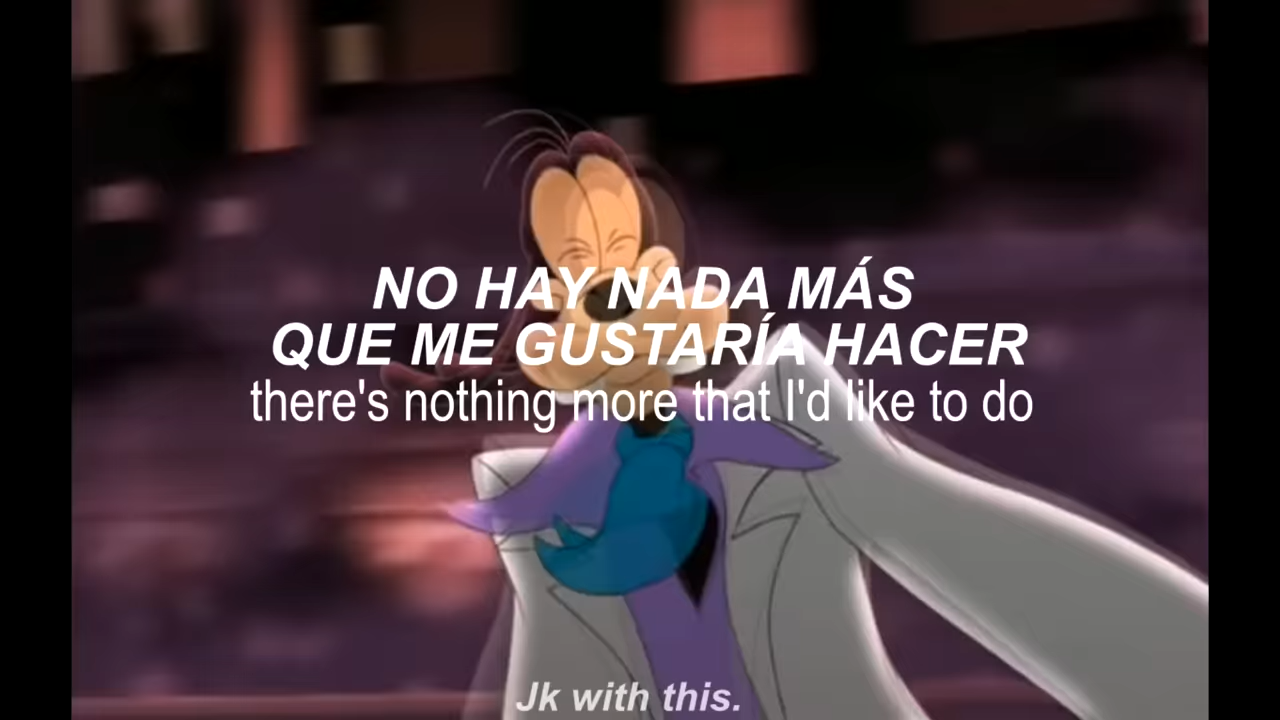 NO HAY NADA MÁS
QUE ME GUSTARÍA HACER
there's nothing more that I'd like to do
Jk with this.